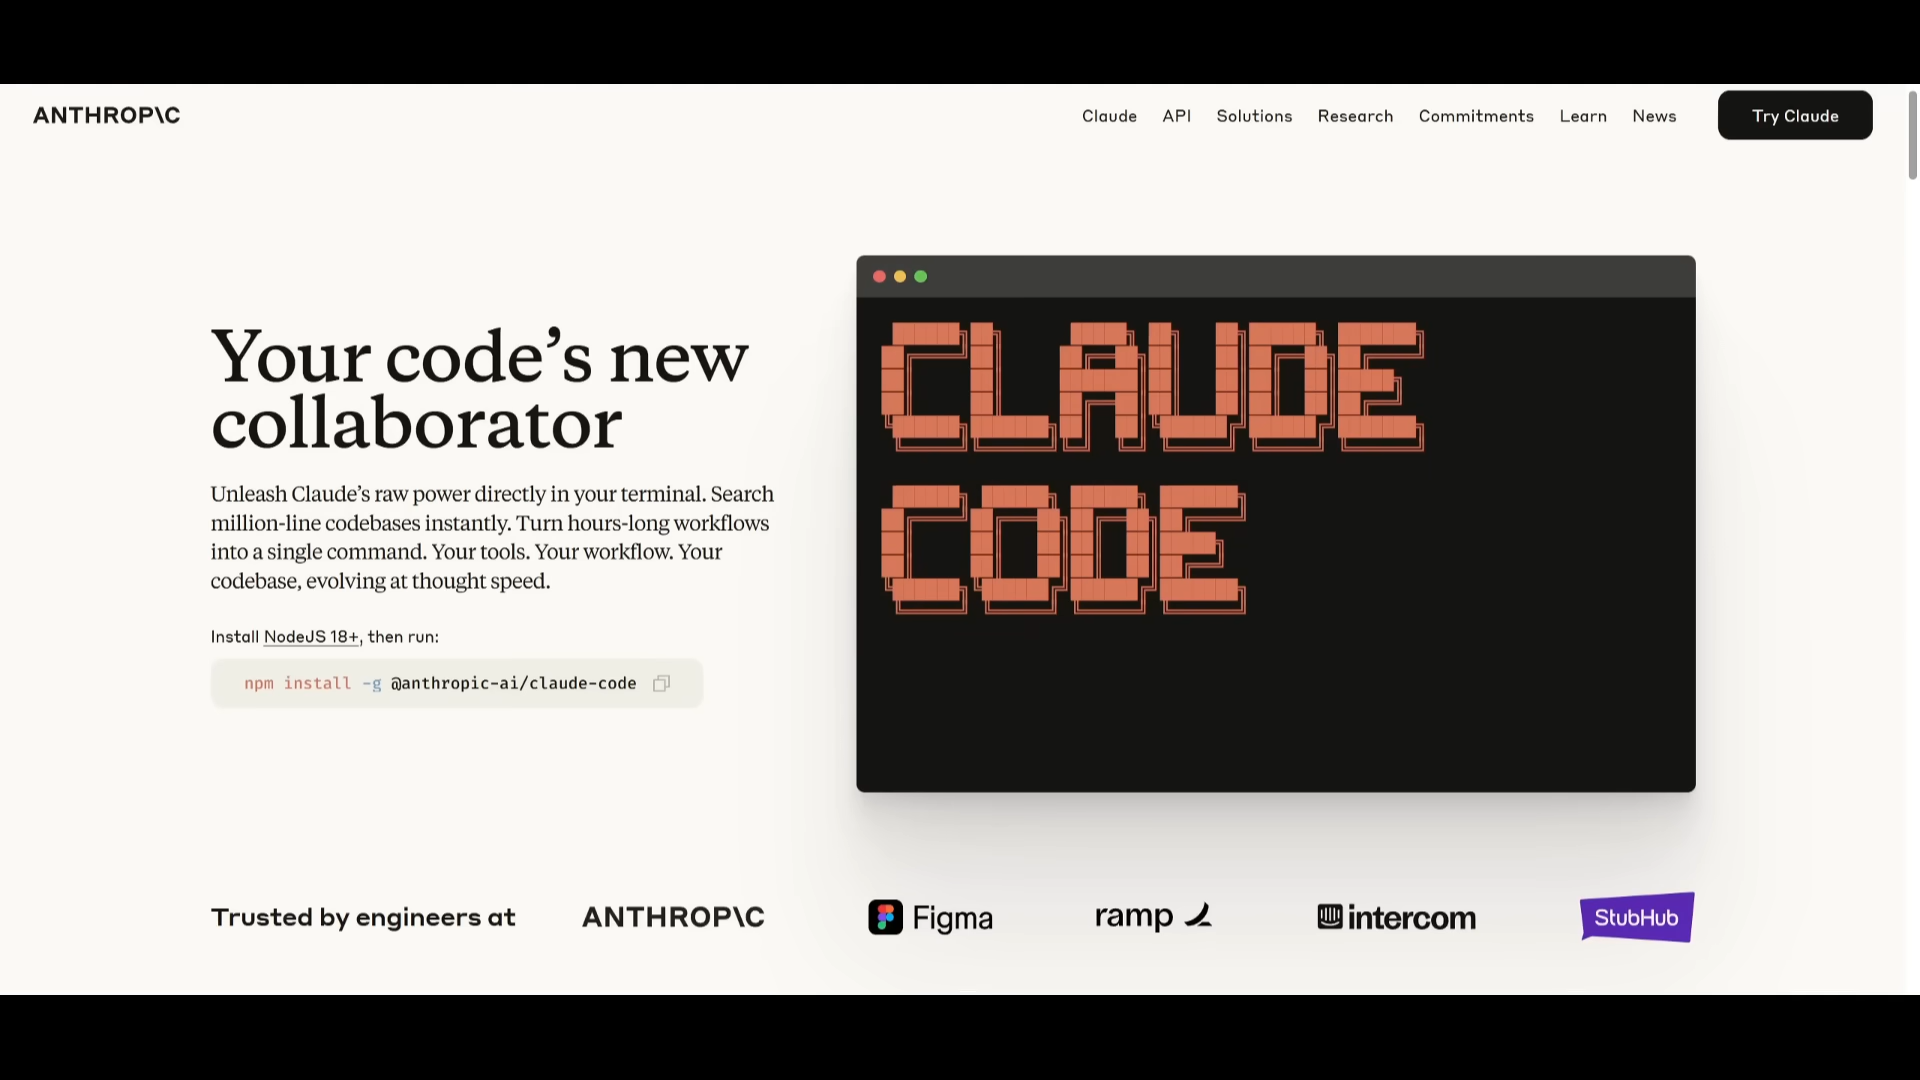 ANTHROP\C
Claude API Solutions Research Commitments Learn News Try Claude
Your code’s new
collaborator
Unleash Claude’s raw power directly in your terminal. Search
million-line codebases instantly. Turn hours-long workflows
into a single command. Your tools. Your workflow. Your
codebase, evolving at thought speed.
Install NodeJS 18+, then run:
npm install -g @anthropic-ai/claude-code
CLAUDE
CODE
Trusted by engineers at
ANTHROP\C
Figma
ramp
intercom
StubHub